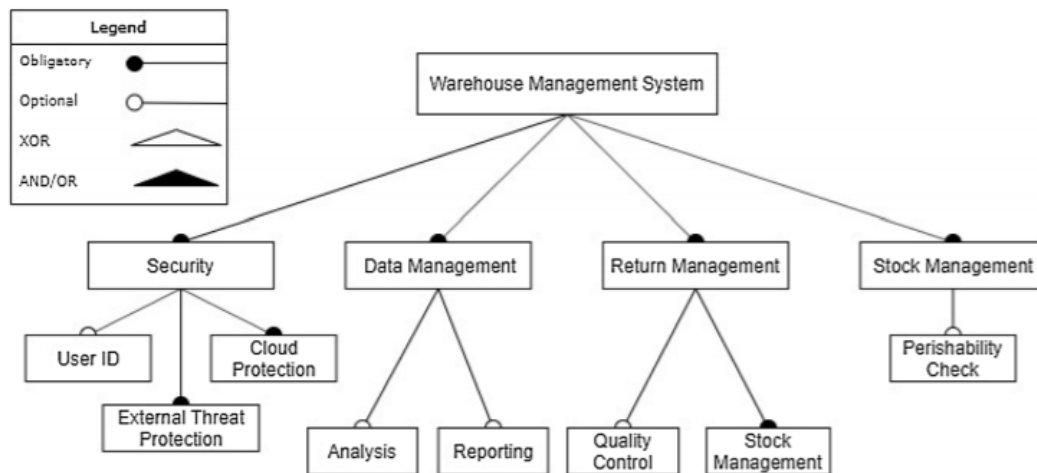 Legend
Obligatory
Optional
XOR
AND/OR
Warehouse Management System
Security
Data Management
Return Management
Stock Management
User ID
Cloud
Protection
External Threat
Protection
Analysis
Reporting
Quality
Control
Stock
Management
Perishability
Check